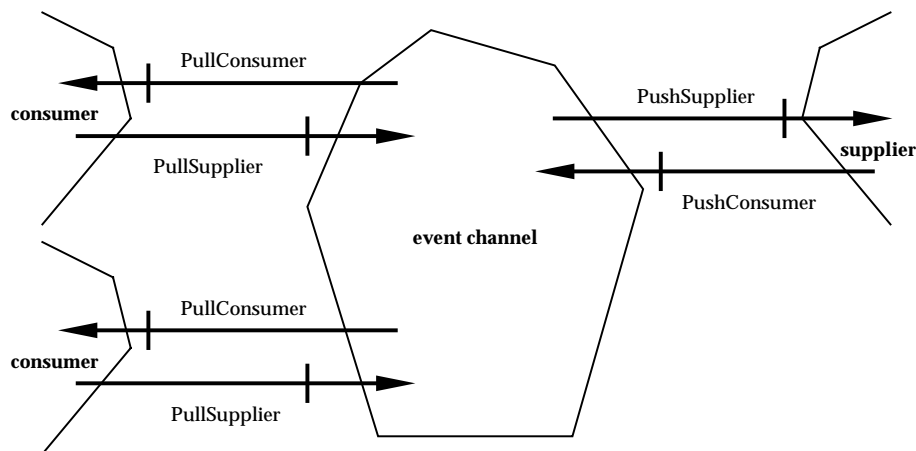 PullConsumer
consumer
PullSupplier
PushSupplier
supplier
PushConsumer
event channel
PullConsumer
consumer
PullSupplier